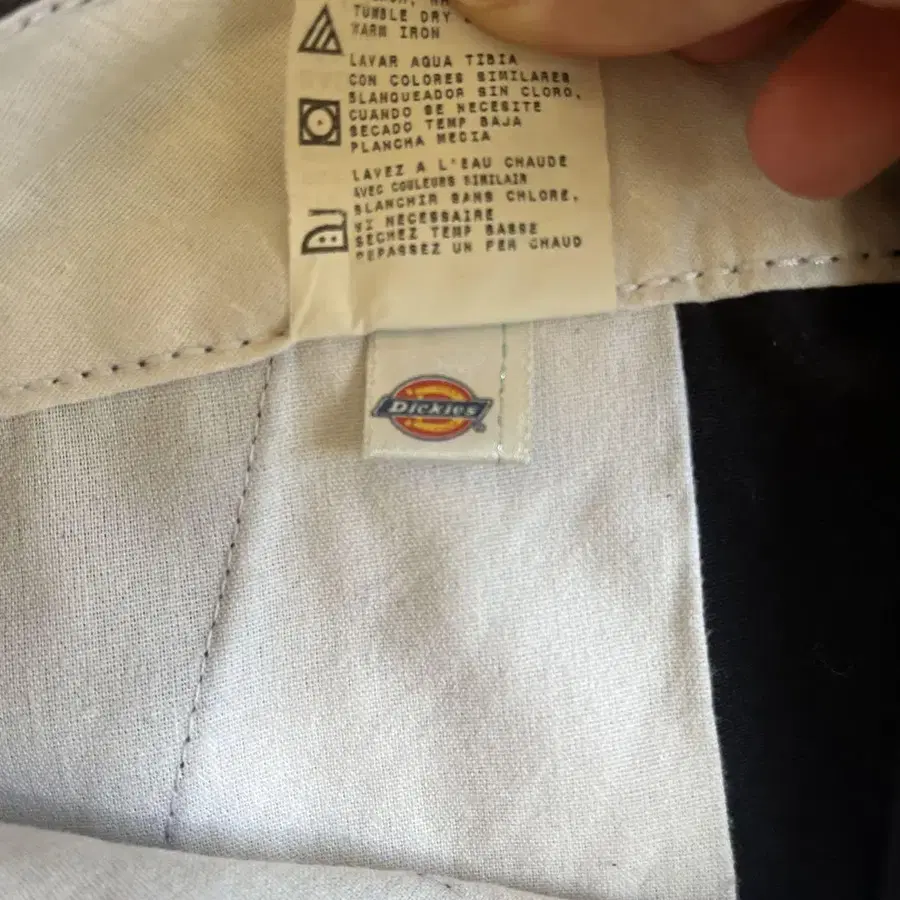 TUMBLE DRY
WARM IRON
LAVAR AQUA TIBIA
CON COLORES SIMILARES
BLANQUEADOR SIN CLORO,
CUANDO SE NECESITE
SECADO TEMP BAJA
PLANCHA MEDIA
LAVEZ A L'EAU CHAUDE
AVEC COULEURS SIMILAIR
BLANCHIR SANS CHLORE,
SI NECESSAIRE
SECHEZ TEMP BASSE
REPASSEZ UN PER CHAUD
Dickies